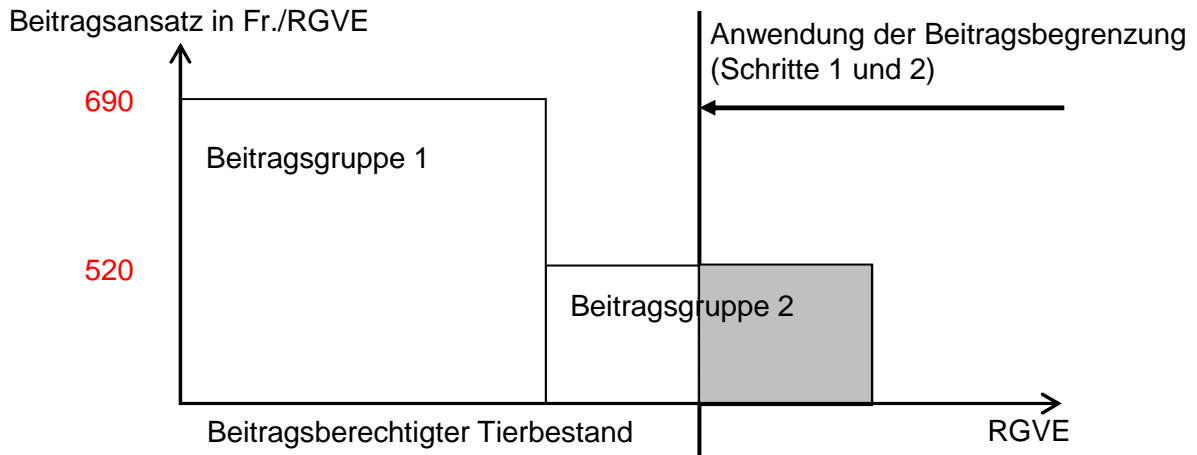 Beitragsansatz in Fr./RGVE
Anwendung der Beitragsbegrenzung
(Schritte 1 und 2)
690
Beitragsgruppe 1
520
Beitragsgruppe 2
Beitragsberechtigter Tierbestand
RGVE